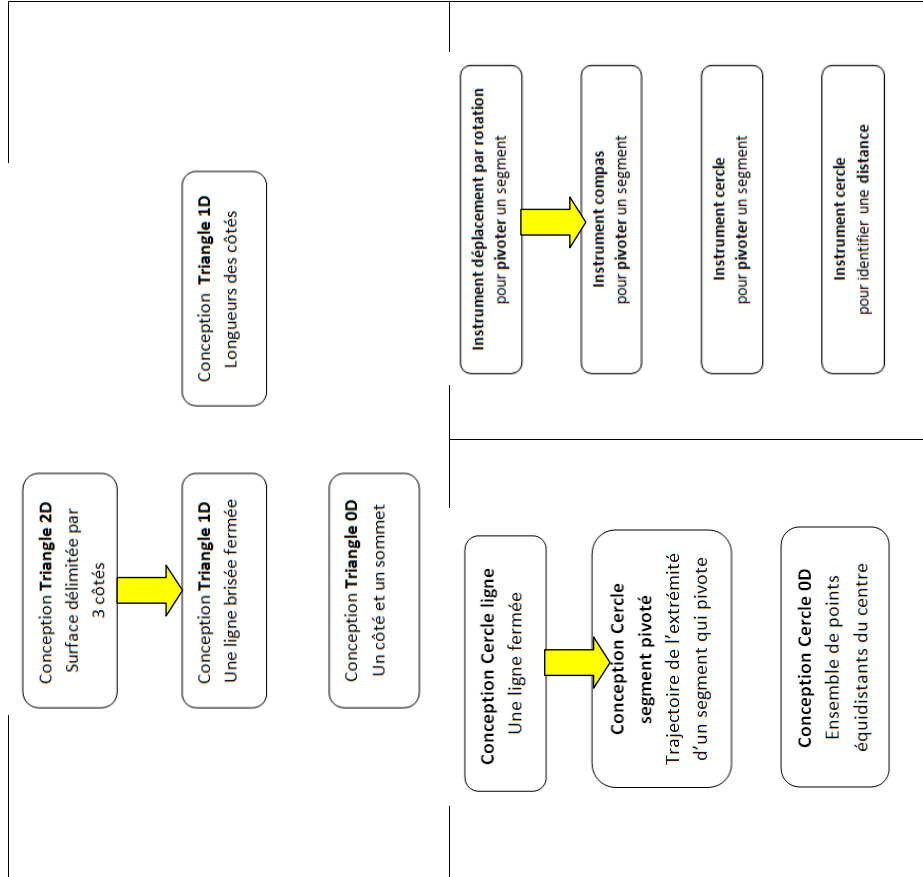 Conception Triangle 2D
Surface délimitée par
3 côtés
Conception Triangle 1D
Une ligne brisée fermée
Conception Triangle 0D
Un côté et un sommet
Conception Triangle 1D
Longueurs des côtés
Conception Cercle ligne
Une ligne fermée
Conception Cercle
segment pivoté
Trajectoire de l'extrémité
d'un segment qui pivote
Conception Cercle 0D
Ensemble de points
équidistants du centre
Instrument déplacement par rotation
pour pivoter un segment
Instrument compas
pour pivoter un segment
Instrument cercle
pour pivoter un segment
Instrument cercle
pour identifier une distance